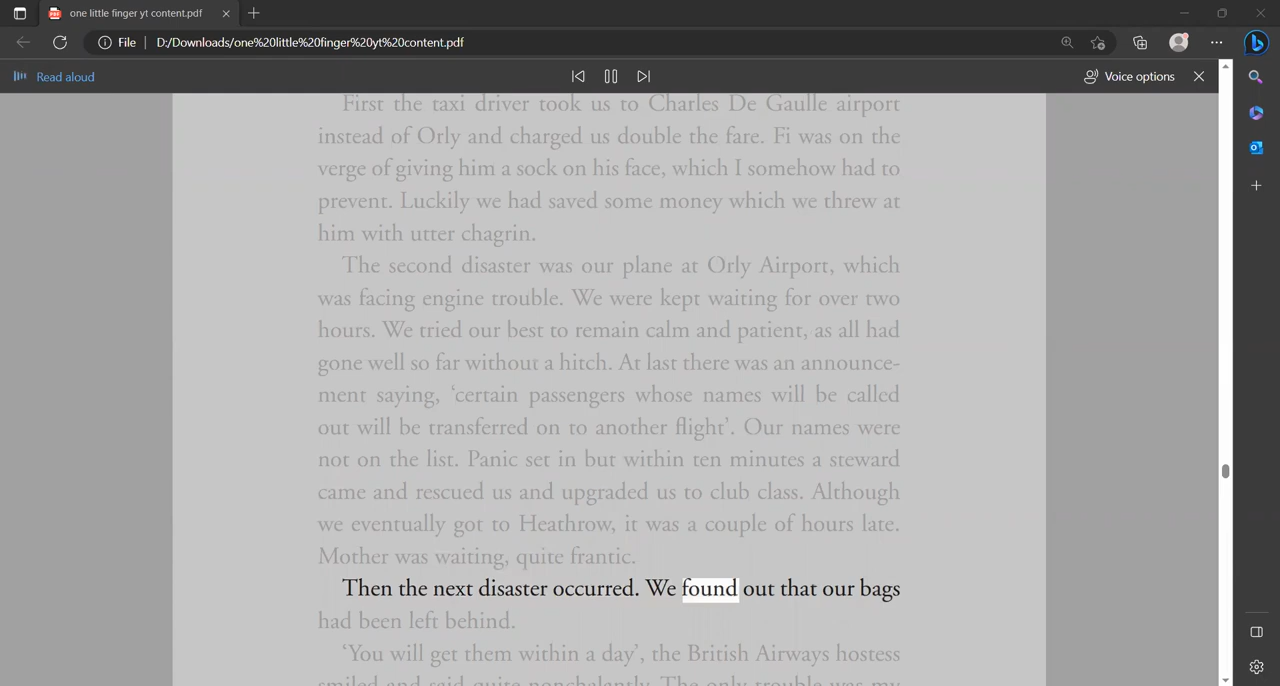 one little finger yt content.pdf
File
D:/Downloads/one%20little%20finger%20yt%20content.pdf
Read aloud
Voice options
First the taxi driver took us to Charles De Gaulle airport
instead of Orly and charged us double the fare. Fi was on the
verge of giving him a sock on his face, which I somehow had to
prevent. Luckily we had saved some money which we threw at
him with utter chagrin.
The second disaster was our plane at Orly Airport, which
was facing engine trouble. We were kept waiting for over two
hours. We tried our best to remain calm and patient, as all had
gone well so far without a hitch. At last there was an announce-
ment saying, ‘certain passengers whose names will be called
out will be transferred on to another flight’. Our names were
not on the list. Panic set in but within ten minutes a steward
came and rescued us and upgraded us to club class. Although
we eventually got to Heathrow, it was a couple of hours late.
Mother was waiting, quite frantic.
Then the next disaster occurred. We found out that our bags
had been left behind.
‘You will get them within a day’, the British Airways hostess
smiled and said quite nonchalantly. The only trouble was my